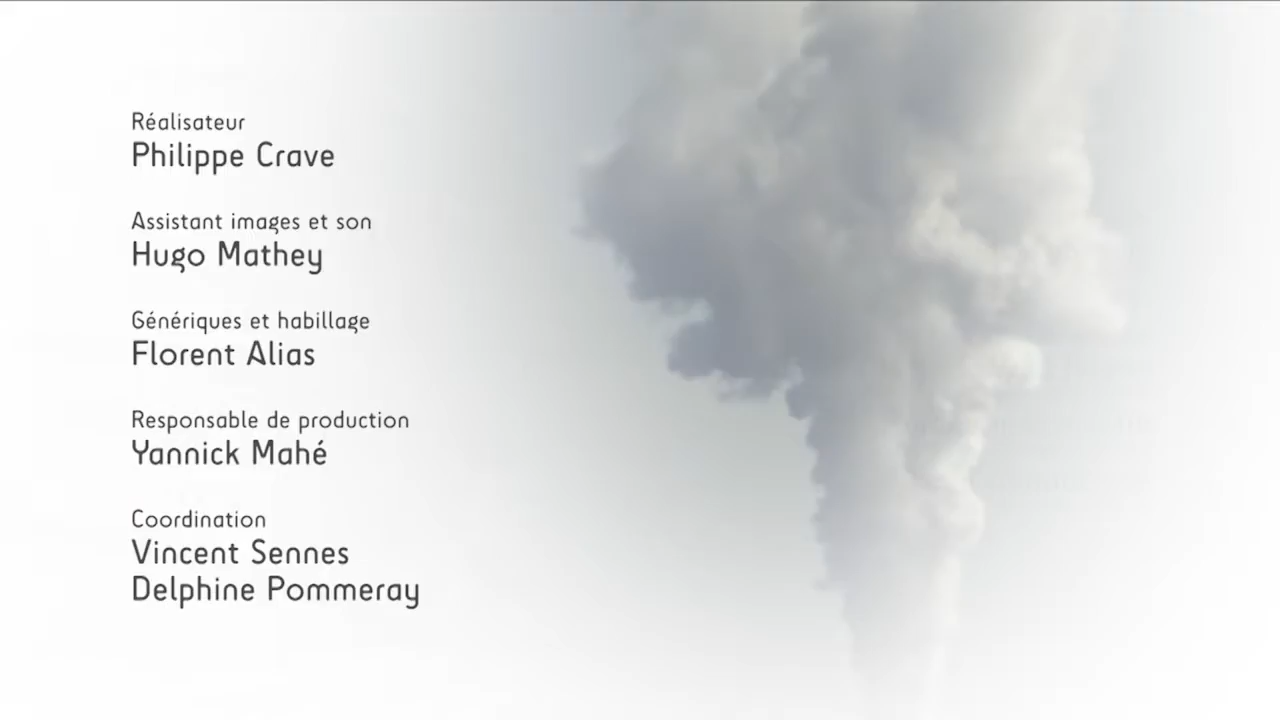 Réalisateur
Philippe Crave
Assistant images et son
Hugo Mathey
Génériques et habillage
Florent Alias
Responsable de production
Yannick Mahé
Coordination
Vincent Sennes
Delphine Pommeray